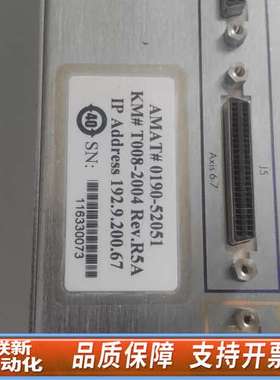 AMAT# 0190-52051
KM# T008-2004 Rev.R5A
IP Address 192.9.200.67
40
SN:
116330073
J5
Axis 6-7
联新
动化
品质保障 支持开票